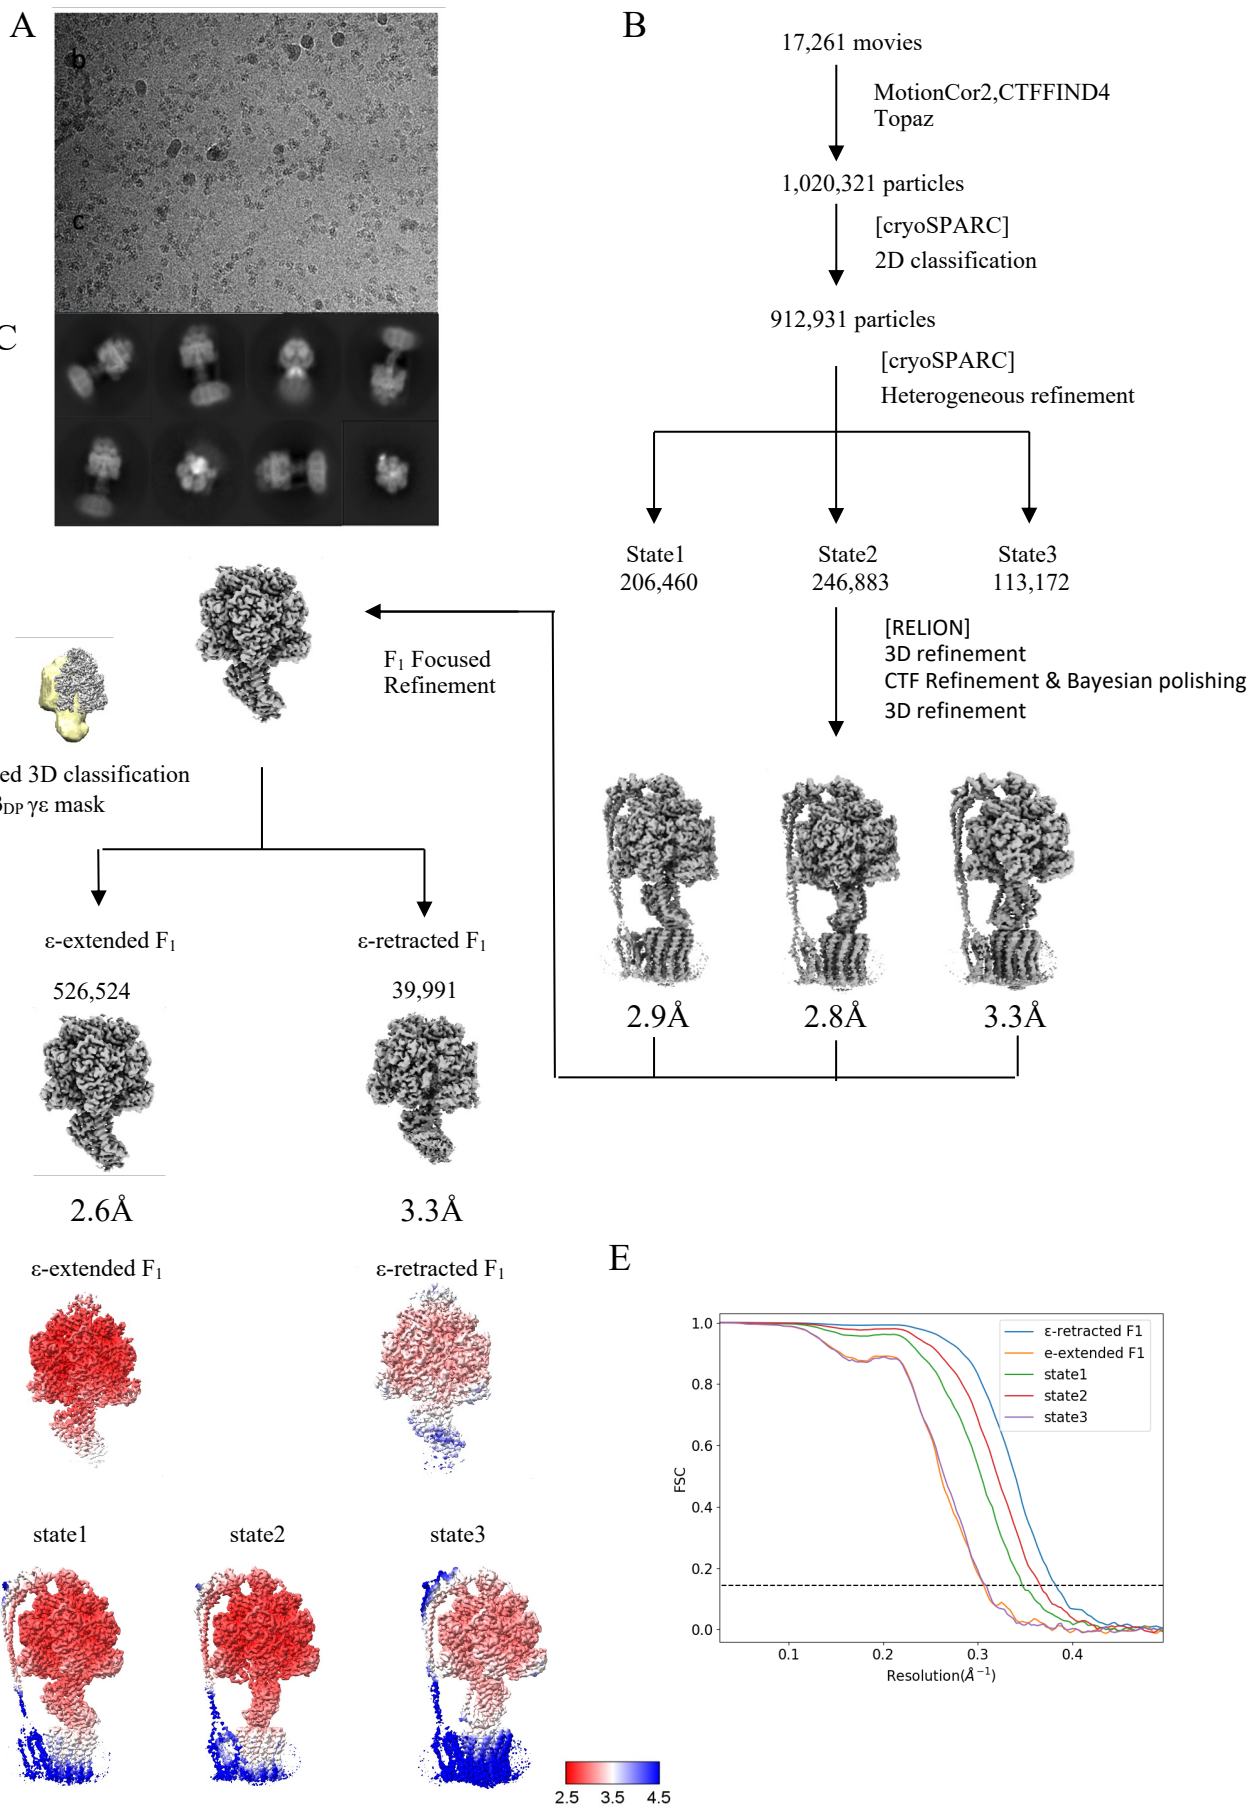 A
b
c
B
17,261 movies
MotionCor2,CTFFIND4
Topaz
1,020,321 particles
[cryoSPARC]
2D classification
912,931 particles
[cryoSPARC]
Heterogeneous refinement
State1
206,460
State2
246,883
State3
113,172
[RELION]
3D refinement
CTF Refinement & Bayesian polishing
3D refinement
2.9Å
2.8Å
3.3Å
C
F₁ Focused
Refinement
3D classification
γε mask
ε-extended F₁
ε-retracted F₁
526,524
39,991
2.6Å
3.3Å
ε-extended F₁
ε-retracted F₁
state1
state2
state3
2.5 3.5 4.5
E
1.0
0.8
0.6
0.4
0.2
0.0
FSC
0.1 0.2 0.3 0.4
Resolution(Å⁻¹)
ε-retracted F1
e-extended F1
state1
state2
state3